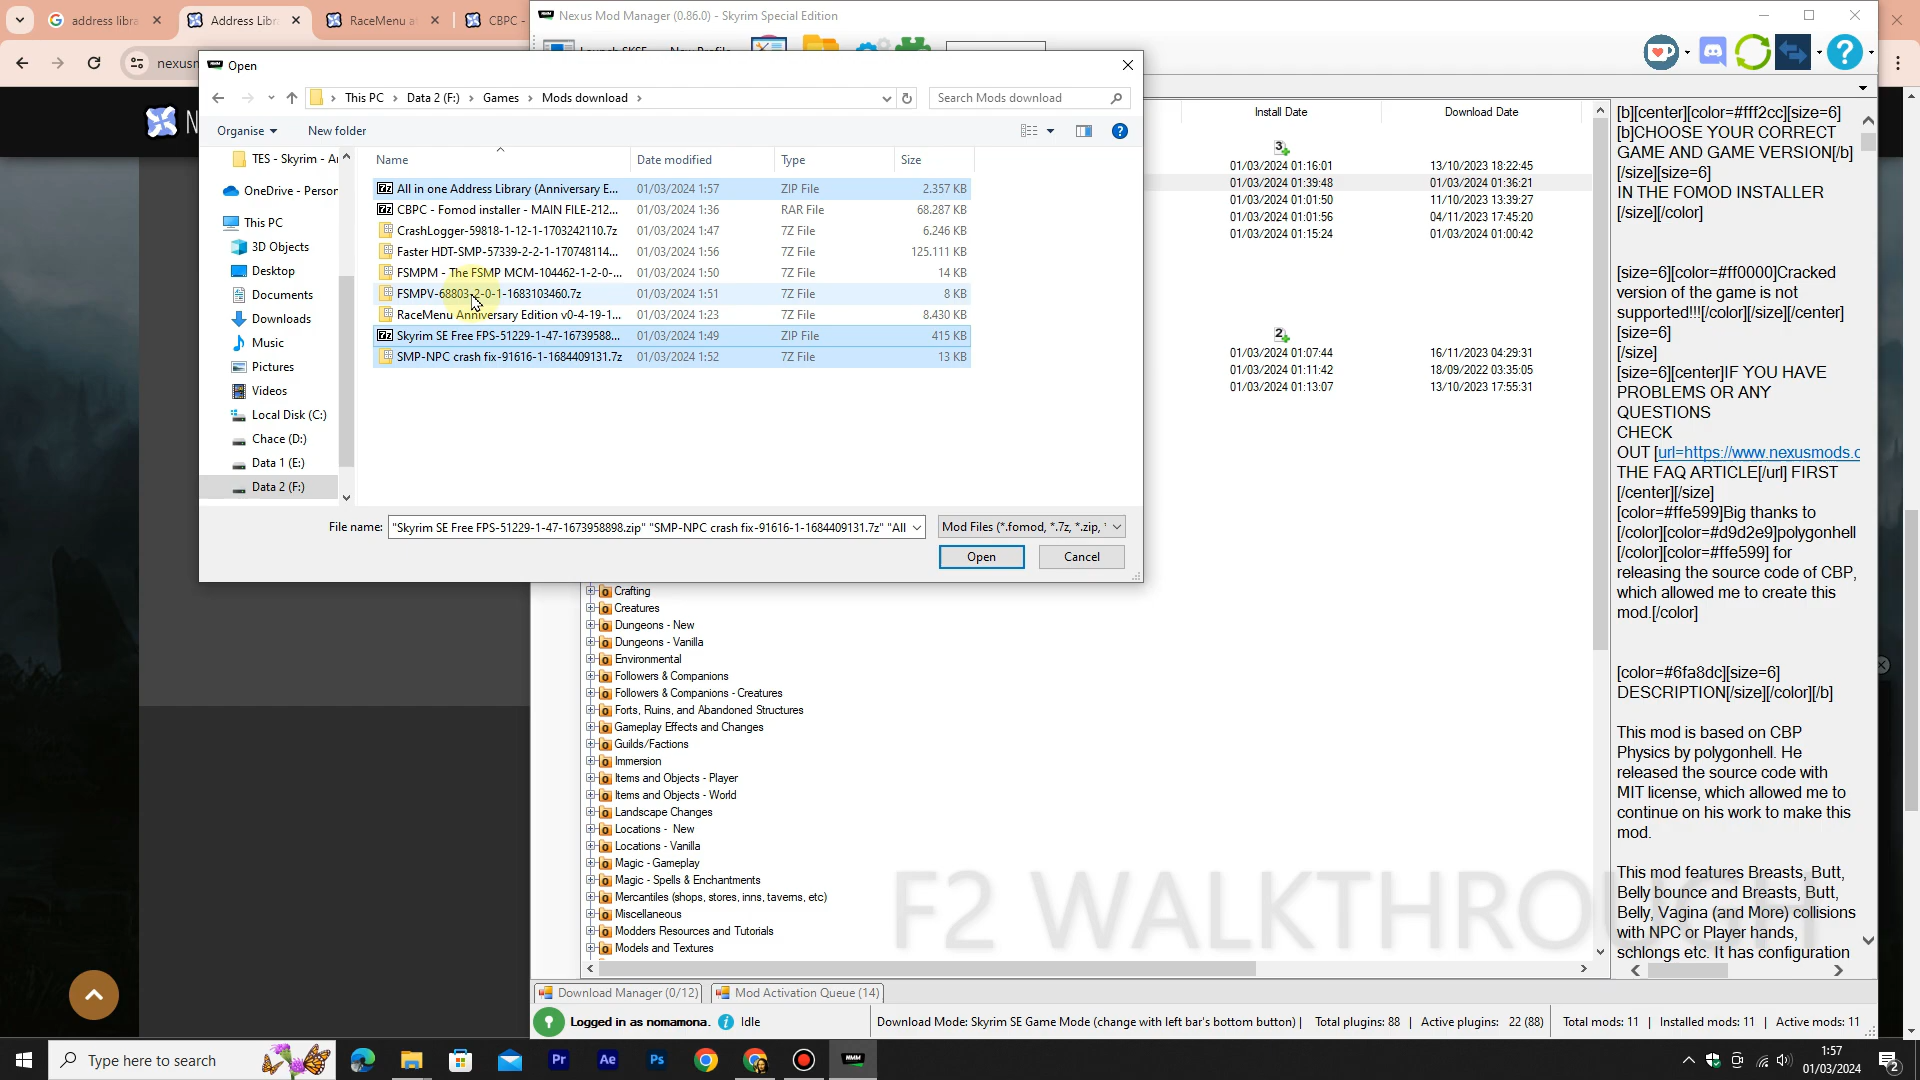 address libra
Address Libr
RaceMenu a
CBPC -
Nexus Mod Manager (0.86.0) - Skyrim Special Edition
nexusm
Open
This PC > Data 2 (F:) > Games > Mods download >
Search Mods download
Organise
New folder
Name
Date modified
Type
Size
TES - Skyrim - A
OneDrive - Person
This PC
3D Objects
Desktop
Documents
Downloads
Music
Pictures
Videos
Local Disk (C:)
Chace (D:)
Data 1 (E:)
Data 2 (F:)
All in one Address Library (Anniversary E... 01/03/2024 1:57 ZIP File 2.357 KB
CBPC - Fomod installer - MAIN FILE-212... 01/03/2024 1:36 RAR File 68.287 KB
CrashLogger-59818-1-12-1-1703242110.7z 01/03/2024 1:47 7Z File 6.246 KB
Faster HDT-SMP-57339-2-2-1-170748114... 01/03/2024 1:56 7Z File 125.111 KB
FSMPM - The FSMP MCM-104462-1-2-0-... 01/03/2024 1:50 7Z File 14 KB
FSMPV-68803-2-0-1-1683103460.7z 01/03/2024 1:51 7Z File 8 KB
RaceMenu Anniversary Edition v0-4-19-1... 01/03/2024 1:23 7Z File 8.430 KB
Skyrim SE Free FPS-51229-1-47-16739588... 01/03/2024 1:49 ZIP File 415 KB
SMP-NPC crash fix-91616-1-1684409131.7z 01/03/2024 1:52 7Z File 13 KB
File name: "Skyrim SE Free FPS-51229-1-47-1673958898.zip" "SMP-NPC crash fix-91616-1-1684409131.7z" "All
Mod Files (*.fomod, *.7z, *.zip, *
Open
Cancel
Install Date
Download Date
3
01/03/2024 01:16:01 13/10/2023 18:22:45
01/03/2024 01:39:48 01/03/2024 01:36:21
01/03/2024 01:01:50 11/10/2023 13:39:27
01/03/2024 01:01:56 04/11/2023 17:45:20
01/03/2024 01:15:24 01/03/2024 01:00:42
2
01/03/2024 01:07:44 16/11/2023 04:29:31
01/03/2024 01:11:42 18/09/2022 03:35:05
01/03/2024 01:13:07 13/10/2023 17:55:31
Crafting
Creatures
Dungeons - New
Dungeons - Vanilla
Environmental
Followers & Companions
Followers & Companions - Creatures
Forts, Ruins, and Abandoned Structures
Gameplay Effects and Changes
Guilds/Factions
Immersion
Items and Objects - Player
Items and Objects - World
Landscape Changes
Locations - New
Locations - Vanilla
Magic - Gameplay
Magic - Spells & Enchantments
Mercantiles (shops, stores, inns, taverns, etc)
Miscellaneous
Modders Resources and Tutorials
Models and Textures
[b][center][color=#fff2cc][size=6]
[b]CHOOSE YOUR CORRECT
GAME AND GAME VERSION[/b]
[/size][size=6]
IN THE FOMOD INSTALLER
[/size][/color]
[size=6][color=#ff0000]Cracked
version of the game is not
supported!!![/color][/size][/center]
[size=6]
[/size]
[size=6][center]IF YOU HAVE
PROBLEMS OR ANY
QUESTIONS
CHECK
OUT [url=https://www.nexusmods.c
THE FAQ ARTICLE[/url] FIRST
[/center][/size]
[color=#ffe599]Big thanks to
[/color][color=#d9d2e9]polygonhell
[/color][color=#ffe599] for
releasing the source code of CBP,
which allowed me to create this
mod.[/color]
[color=#6fa8dc][size=6]
DESCRIPTION[/size][/color][/b]
This mod is based on CBP
Physics by polygonhell. He
released the source code with
MIT license, which allowed me to
continue on his work to make this
mod.
This mod features Breasts, Butt,
Belly bounce and Breasts, Butt,
Belly, Vagina (and More) collisions
with NPC or Player hands,
schlongs etc. It has configuration
F2 WALKTHROUGH
Download Manager (0/12)
Mod Activation Queue (14)
Logged in as nomamona.
Idle
Download Mode: Skyrim SE Game Mode (change with left bar's bottom button) | Total plugins: 88 | Active plugins: 22 (88) | Total mods: 11 | Installed mods: 11 | Active mods: 11
Type here to search
Pr
Ae
Ps
NMM
1:57
01/03/2024
2